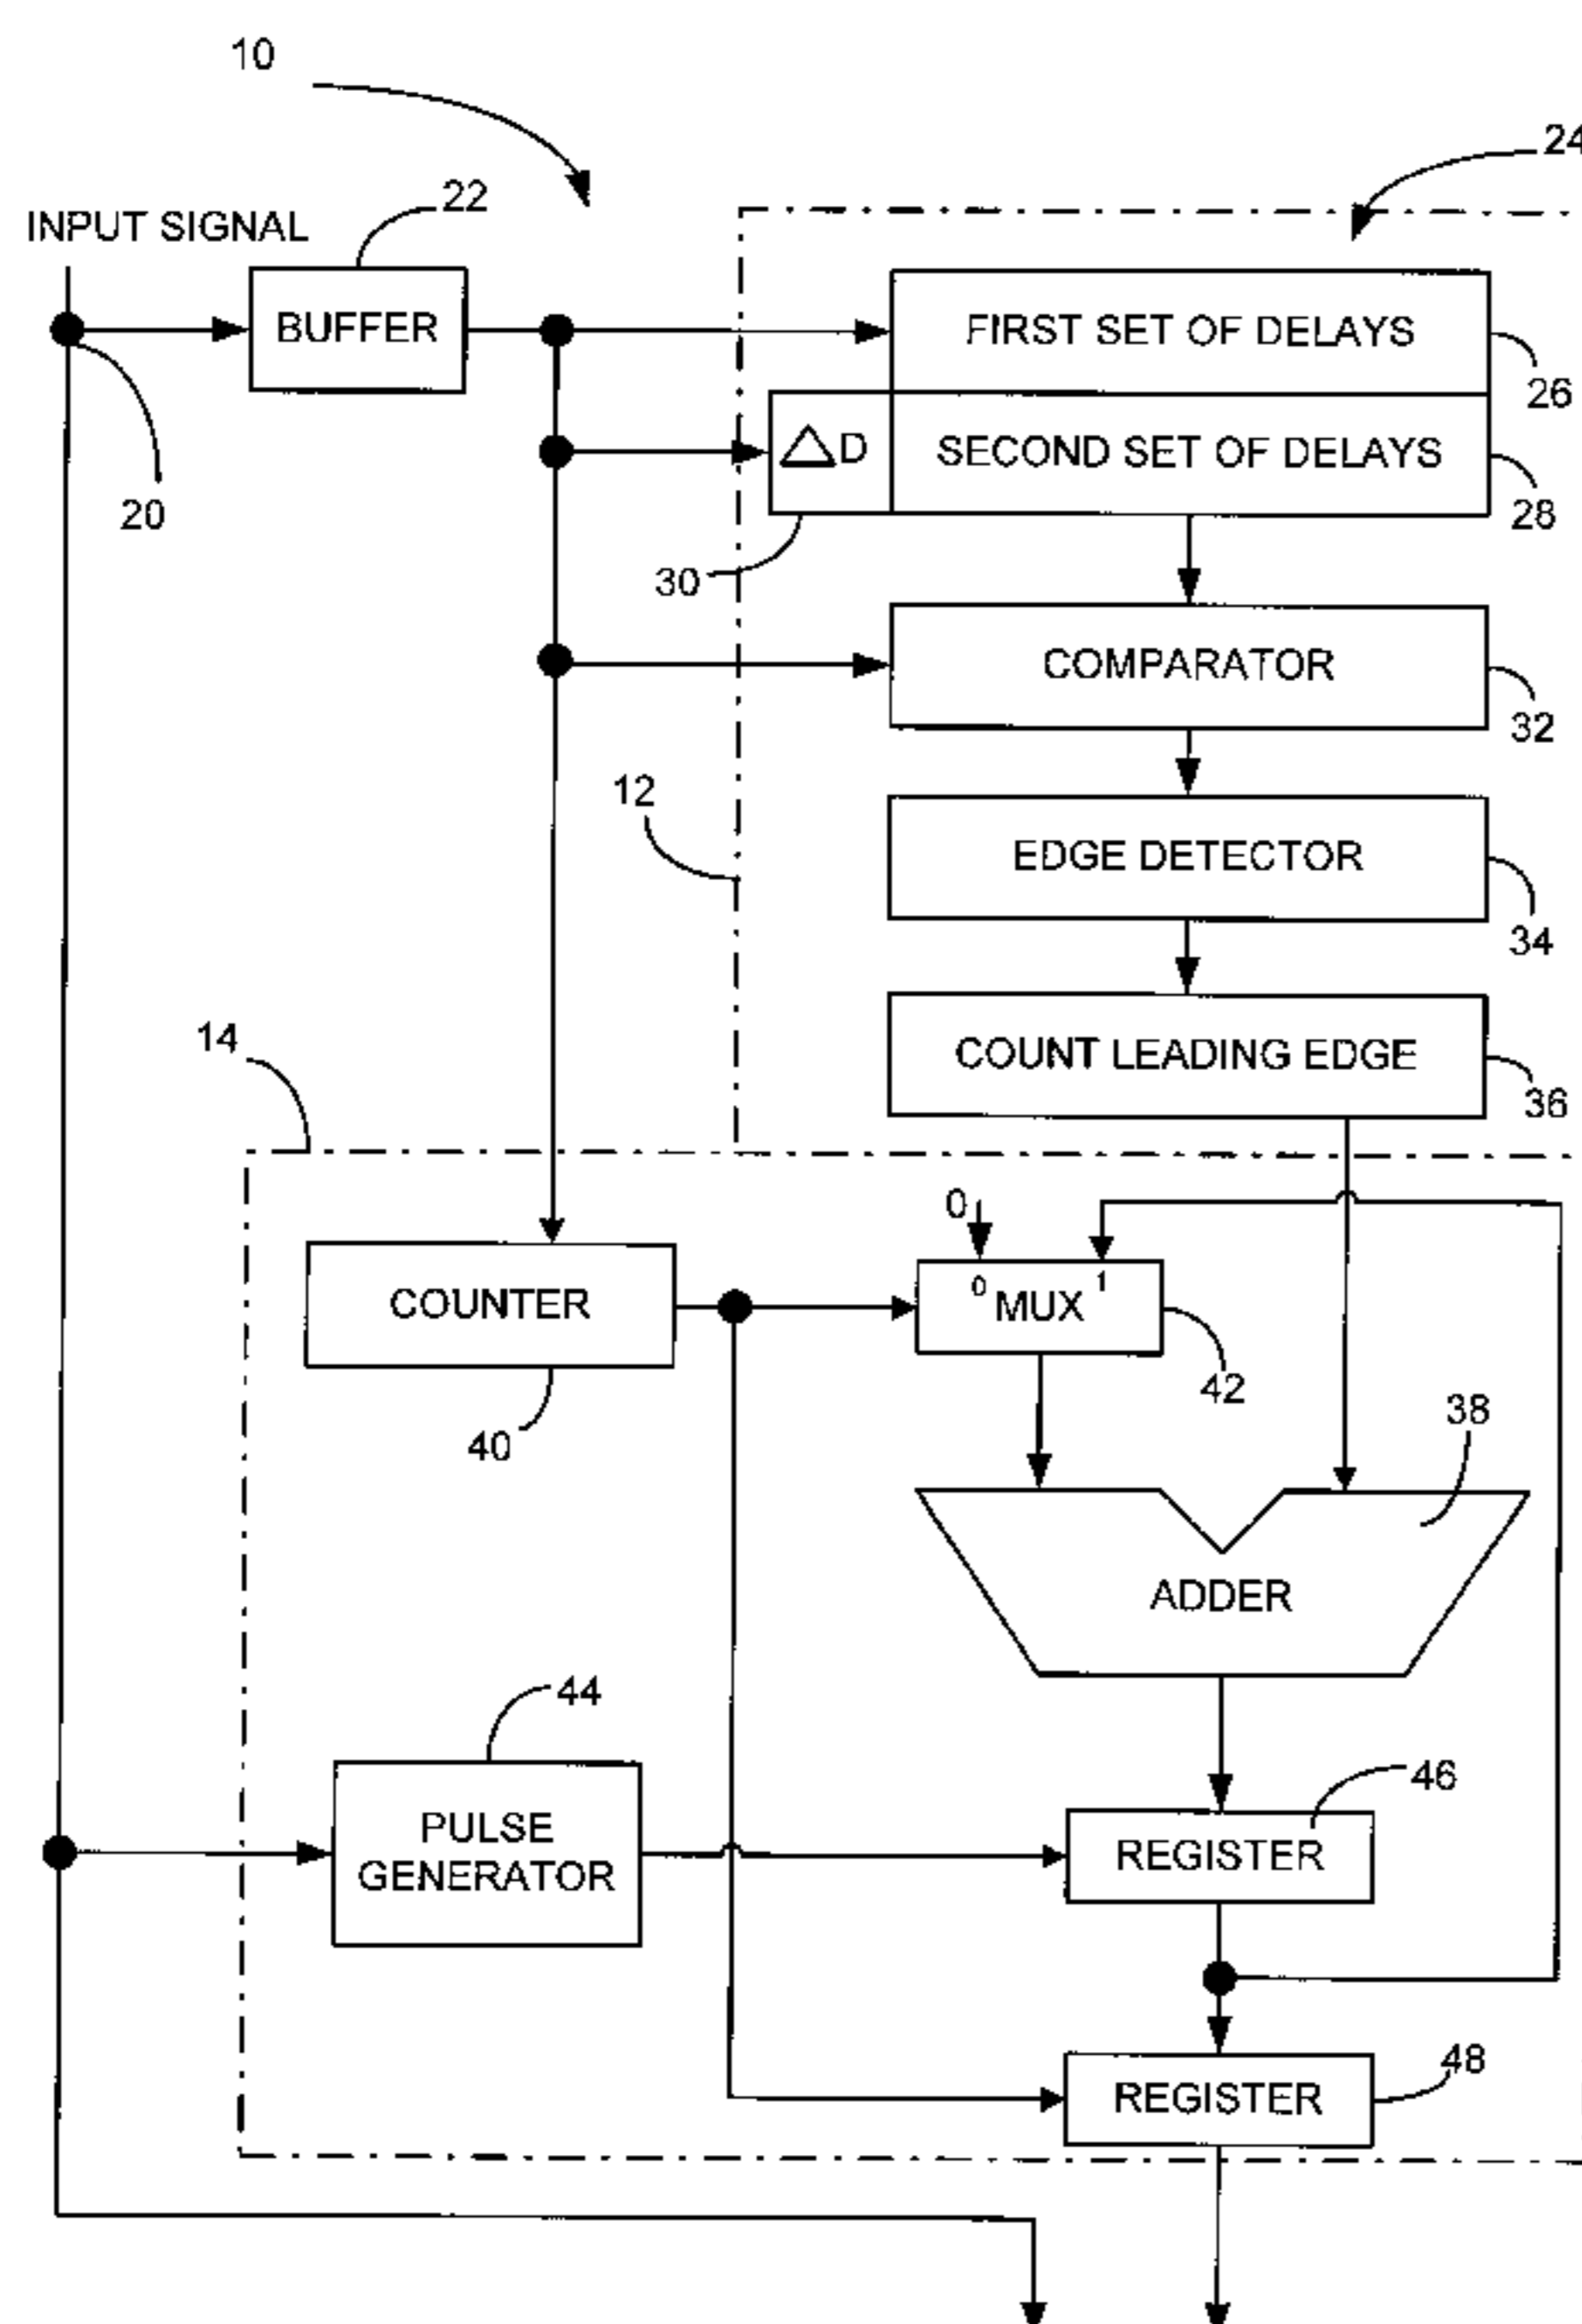 10
24
22
INPUT SIGNAL
BUFFER
FIRST SET OF DELAYS
26
△D
SECOND SET OF DELAYS
20
28
30
COMPARATOR
32
12
EDGE DETECTOR
34
14
COUNT LEADING EDGE
36
0
0 MUX 1
COUNTER
42
40
38
ADDER
44
46
PULSE
GENERATOR
REGISTER
48
REGISTER